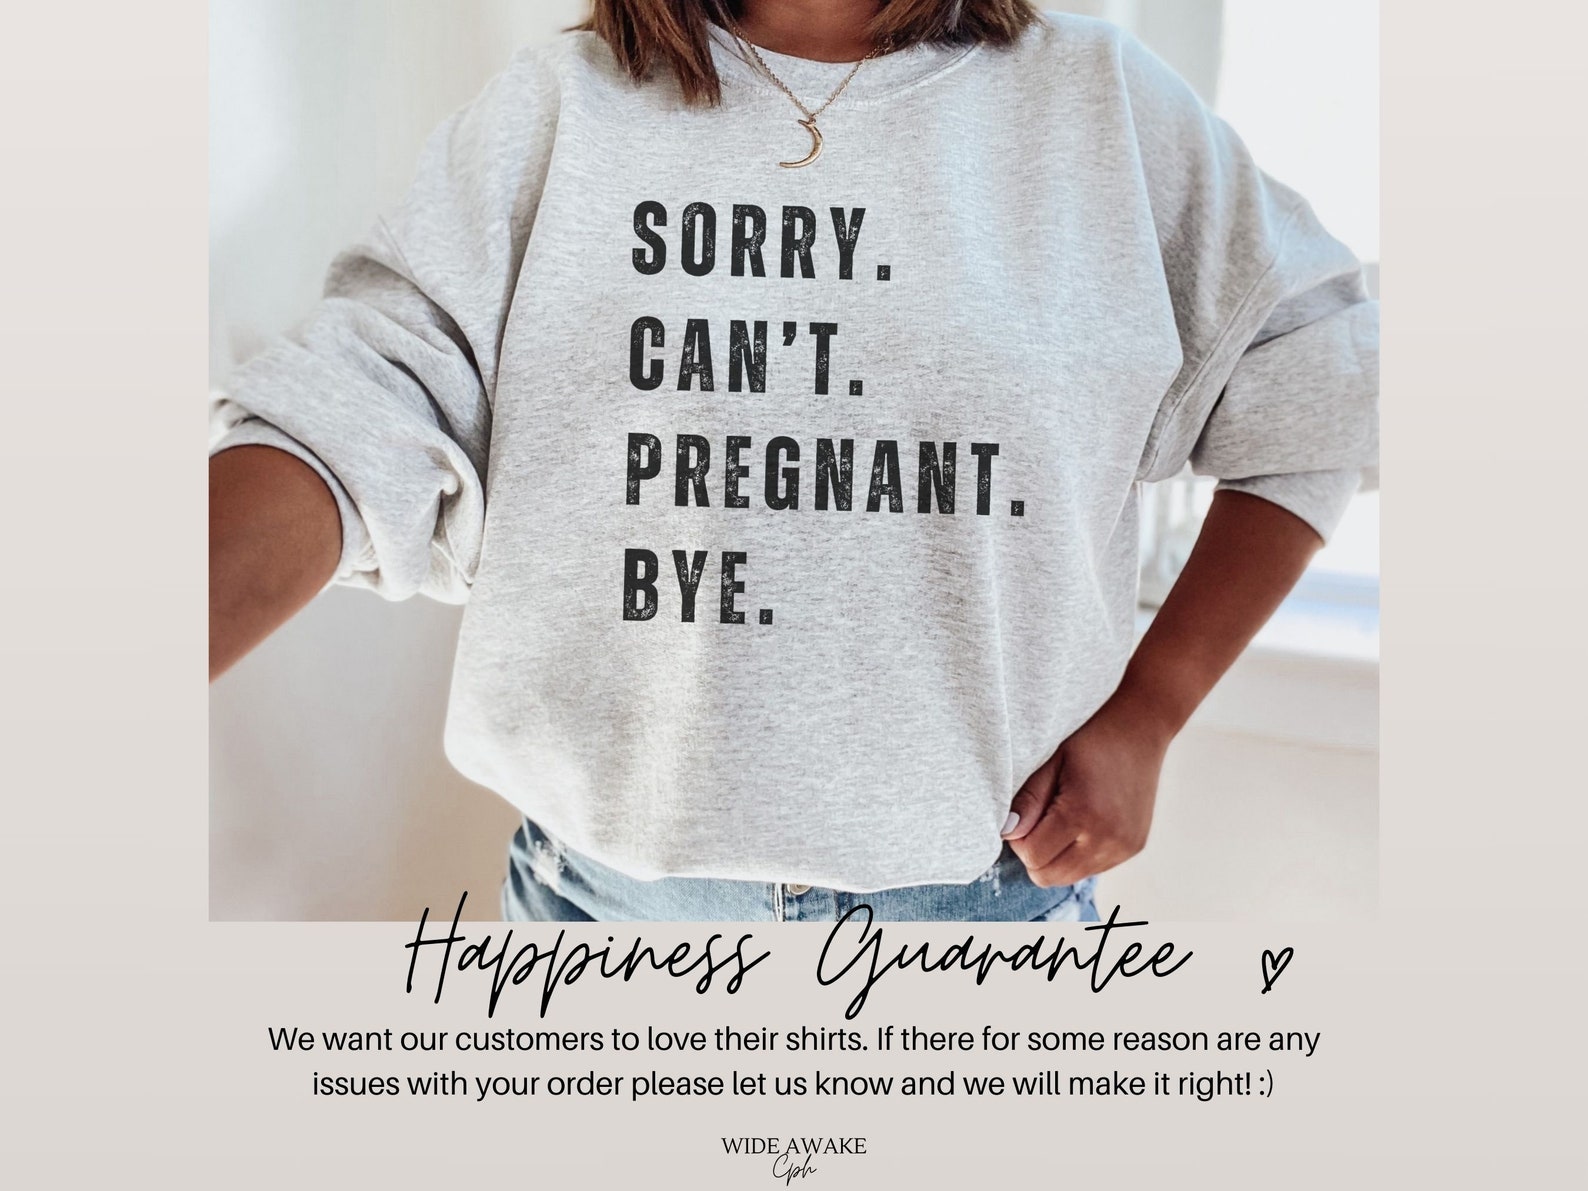 SORRY.
CAN'T.
PREGNANT.
BYE.
Happiness Guarantee
We want our customers to love their shirts. If there for some reason are any
issues with your order please let us know and we will make it right! :)
WIDE AWAKE
Cph